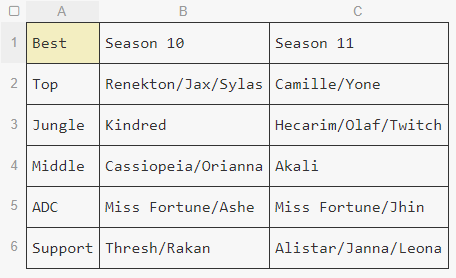 A B C
1 Best Season 10 Season 11
2 Top Renekton/Jax/Sylas Camille/Yone
3 Jungle Kindred Hecarim/Olaf/Twitch
4 Middle Cassiopeia/Orianna Akali
5 ADC Miss Fortune/Ashe Miss Fortune/Jhin
6 Support Thresh/Rakan Alistar/Janna/Leona